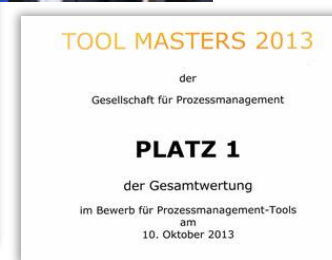 TOOL MASTERS 2013
der
Gesellschaft für Prozessmanagement
PLATZ 1
der Gesamtwertung
im Bewerb für Prozessmanagement-Tools
am
10. Oktober 2013